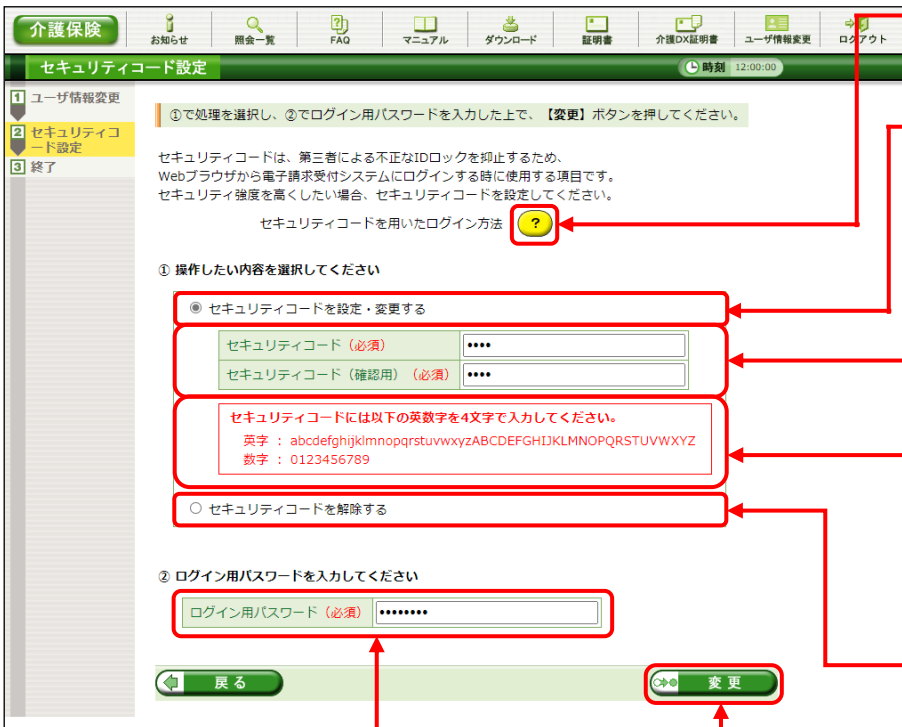 介護保険
お知らせ 照会一覧 FAQ マニュアル ダウンロード 証明書 介護DX証明書 ユーザ情報変更 ログアウト
セキュリティコード設定 時刻 12:00:00
1 ユーザ情報変更
2 セキュリティコ
ード設定
3 終了
①で処理を選択し、②でログイン用パスワードを入力した上で、【変更】ボタンを押してください。
セキュリティコードは、第三者による不正なIDロックを抑止するため、
Webブラウザから電子請求受付システムにログインする時に使用する項目です。
セキュリティ強度を高くしたい場合、セキュリティコードを設定してください。
セキュリティコードを用いたログイン方法 ?
① 操作したい内容を選択してください
セキュリティコードを設定・変更する
セキュリティコード（必須） ••••
セキュリティコード（確認用）（必須） ••••
セキュリティコードには以下の英数字を4文字で入力してください。
英字 ： abcdefghijklmnopqrstuvwxyzABCDEFGHIJKLMNOPQRSTUVWXYZ
数字 ： 0123456789
セキュリティコードを解除する
② ログイン用パスワードを入力してください
ログイン用パスワード（必須） ••••••••
戻る 変更